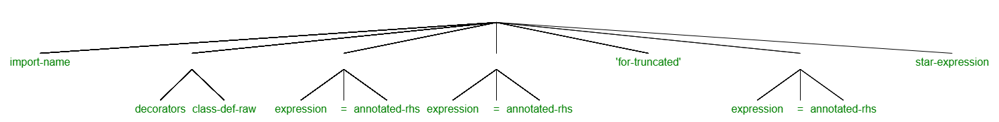 import-name 'for-truncated' star-expression
decorators class-def-raw expression = annotated-rhs expression = annotated-rhs expression = annotated-rhs